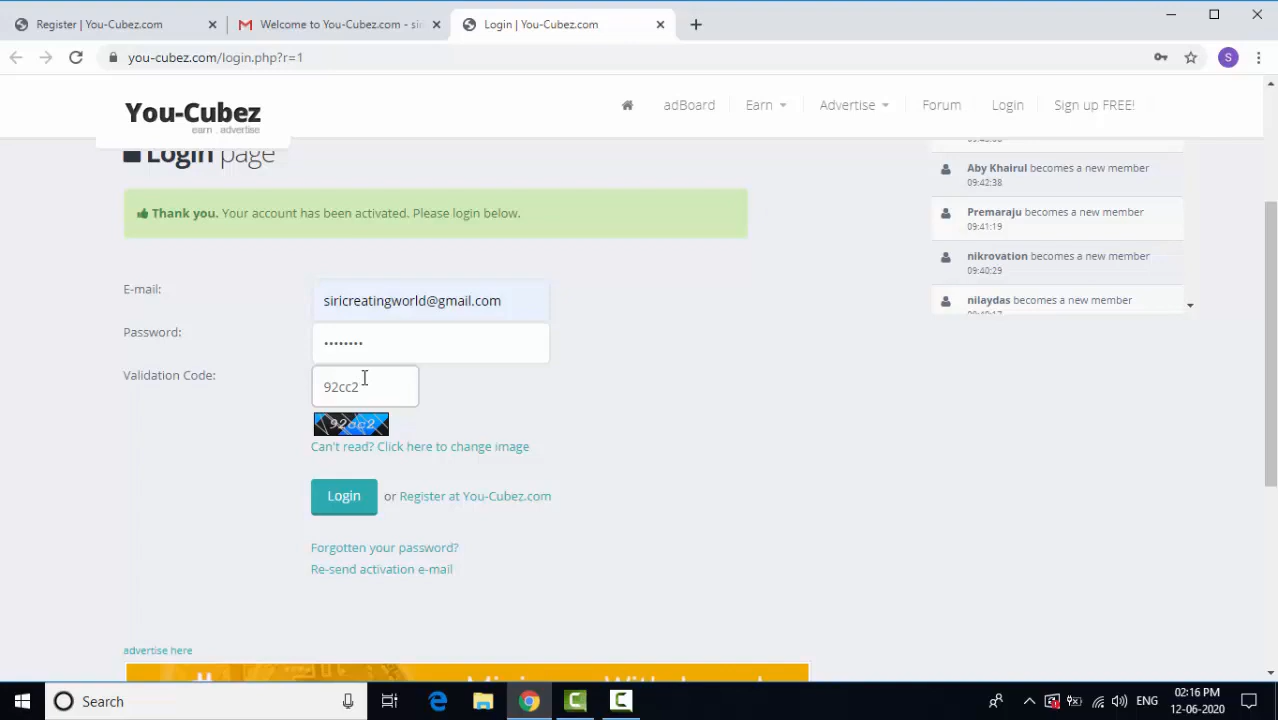 Register | You-Cubez.com
Welcome to You-Cubez.com - sir
Login | You-Cubez.com
you-cubez.com/login.php?r=1
S
You-Cubez
earn . advertise
adBoard
Earn
Advertise
Forum
Login
Sign up FREE!
Login page
Thank you. Your account has been activated. Please login below.
E-mail:
siricreatingworld@gmail.com
Password:
••••••••
Validation Code:
92cc2
92cc2
Can't read? Click here to change image
Login or Register at You-Cubez.com
Forgotten your password?
Re-send activation e-mail
Aby Khairul becomes a new member
09:42:38
Premaraju becomes a new member
09:41:19
nikrovation becomes a new member
09:40:29
nilaydas becomes a new member
advertise here
Search
ENG
02:16 PM
12-06-2020